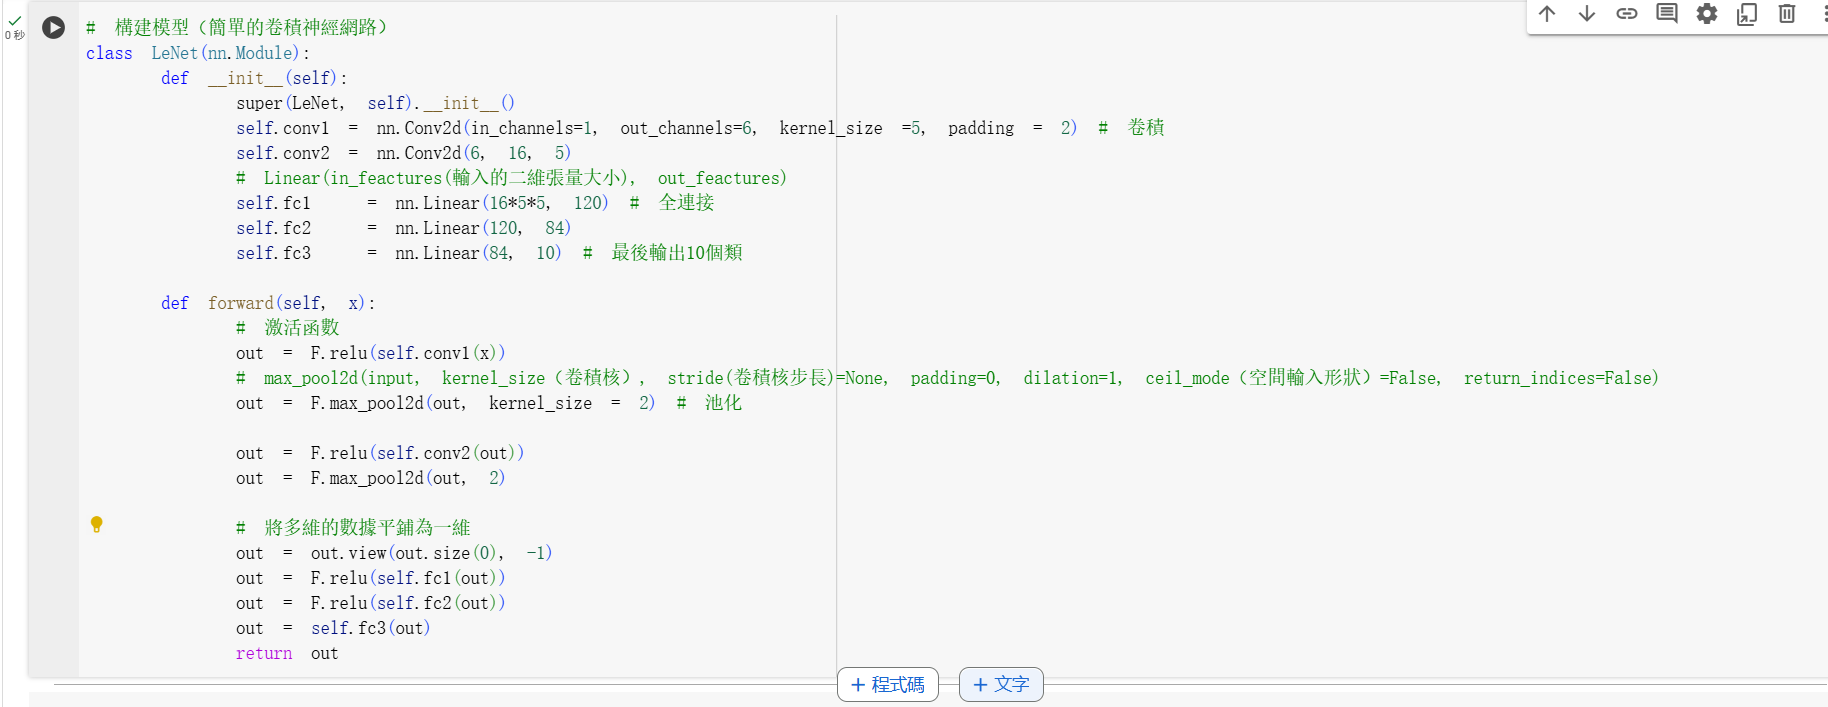 # 構建模型（簡單的卷積神經網路）
0 秒
class LeNet(nn.Module):
def __init__(self):
super(LeNet, self).__init__()
self.conv1 = nn.Conv2d(in_channels=1, out_channels=6, kernel_size =5, padding = 2) # 卷積
self.conv2 = nn.Conv2d(6, 16, 5)
# Linear(in_feactures(輸入的二維張量大小), out_feactures)
self.fc1 = nn.Linear(16*5*5, 120) # 全連接
self.fc2 = nn.Linear(120, 84)
self.fc3 = nn.Linear(84, 10) # 最後輸出10個類
def forward(self, x):
# 激活函數
out = F.relu(self.conv1(x))
# max_pool2d(input, kernel_size（卷積核）, stride(卷積核步長)=None, padding=0, dilation=1, ceil_mode（空間輸入形狀）=False, return_indices=False)
out = F.max_pool2d(out, kernel_size = 2) # 池化
out = F.relu(self.conv2(out))
out = F.max_pool2d(out, 2)
# 將多維的數據平鋪為一維
out = out.view(out.size(0), -1)
out = F.relu(self.fc1(out))
out = F.relu(self.fc2(out))
out = self.fc3(out)
return out
+ 程式碼
+ 文字